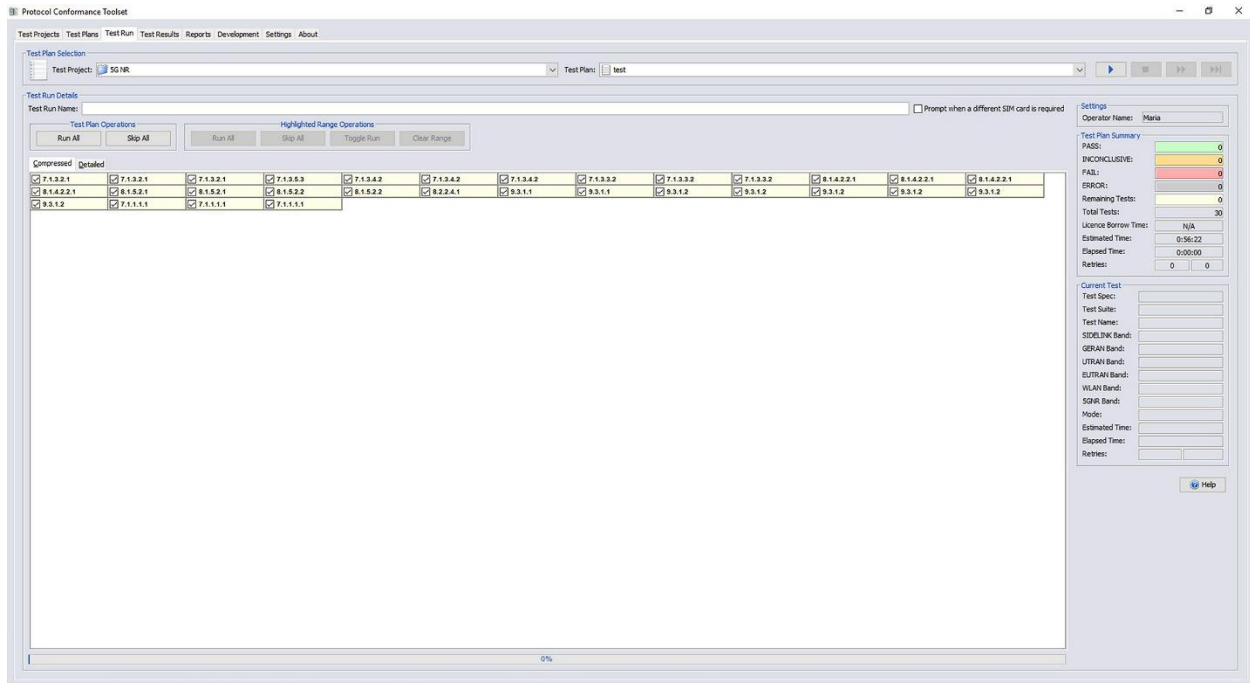 Protocol Conformance Toolset
Test Projects Test Plans Test Run Test Results Reports Development Settings About
Test Plan Selection
Test Project: 5G NR Test Plan: test
Test Run Details
Test Run Name: Prompt when a different SIM card is required
Test Plan Operations Highlighted Range Operations
Run All Skip All Run All Skip All Toggle Run Clear Range
Compressed Detailed
7.1.3.2.1 7.1.3.2.1 7.1.3.2.1 7.1.3.5.3 7.1.3.4.2 7.1.3.4.2 7.1.3.4.2 7.1.3.3.2 7.1.3.3.2 7.1.3.3.2 8.1.4.2.2.1 8.1.4.2.2.1 8.1.4.2.2.1
8.1.4.2.2.1 8.1.5.2.1 8.1.5.2.1 8.1.5.2.2 8.1.5.2.2 8.2.2.4.1 9.3.1.1 9.3.1.1 9.3.1.2 9.3.1.2 9.3.1.2 9.3.1.2 9.3.1.2
9.3.1.2 7.1.1.1.1 7.1.1.1.1 7.1.1.1.1
0%
Settings
Operator Name: Maria
Test Plan Summary
PASS: 0
INCONCLUSIVE: 0
FAIL: 0
ERROR: 0
Remaining Tests: 0
Total Tests: 30
Licence Borrow Time: N/A
Estimated Time: 0:56:22
Elapsed Time: 0:00:00
Retries: 0 0
Current Test
Test Spec:
Test Suite:
Test Name:
SIDELINK Band:
GERAN Band:
UTRAN Band:
EUTRAN Band:
WLAN Band:
5GNR Band:
Mode:
Estimated Time:
Elapsed Time:
Retries:
Help